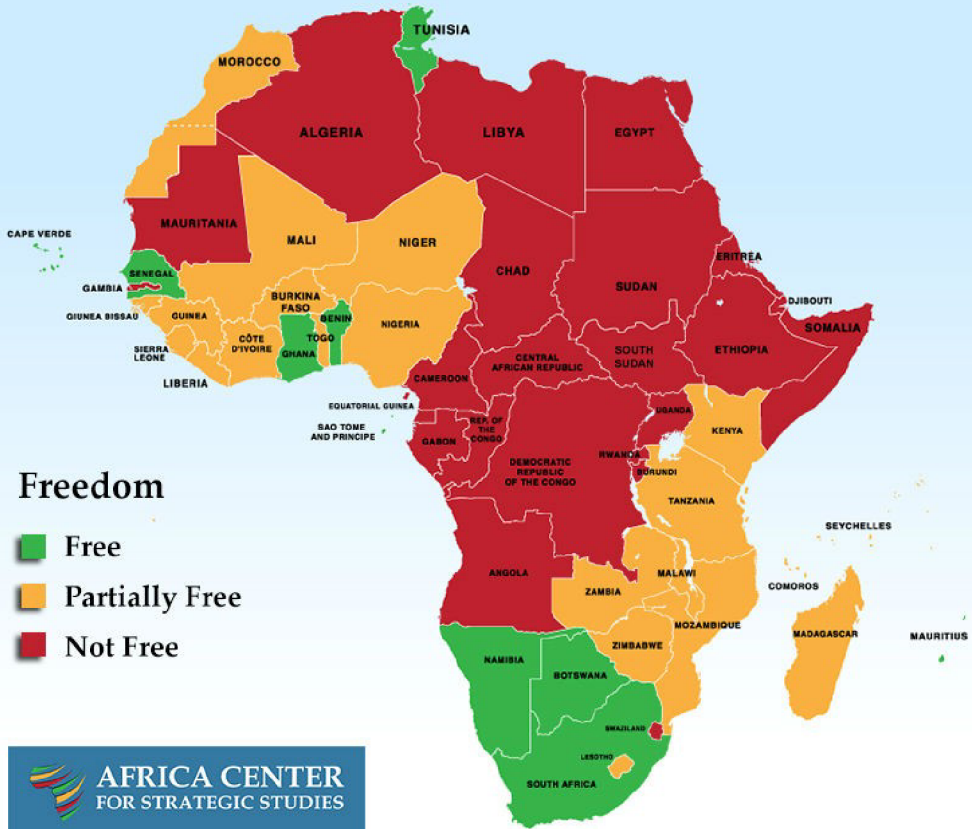 TUNISIA
MOROCCO
ALGERIA
LIBYA
EGYPT
MAURITANIA
CAPE VERDE
MALI
NIGER
SENEGAL
CHAD
ERITREA
GAMBIA
SUDAN
BURKINA
FASO
DJIBOUTI
GIUNEA BISSAU
GUINEA
BENIN
NIGERIA
SOMALIA
CÔTE
D'IVOIRE
TOGO
GHANA
SIERRA
LEONE
SOUTH
SUDAN
ETHIOPIA
CENTRAL
AFRICAN REPUBLIC
LIBERIA
CAMEROON
EQUATORIAL GUINEA
UGANDA
SAO TOME
AND PRINCIPE
REP. OF
THE
CONGO
KENYA
GABON
RWANDA
DEMOCRATIC
REPUBLIC
OF THE CONGO
BURUNDI
Freedom
TANZANIA
SEYCHELLES
Free
ANGOLA
MALAWI
COMOROS
Partially Free
ZAMBIA
MOZAMBIQUE
MADAGASCAR
MAURITIUS
Not Free
ZIMBABWE
NAMIBIA
BOTSWANA
SWAZILAND
LESOTHO
SOUTH AFRICA
AFRICA CENTER
FOR STRATEGIC STUDIES